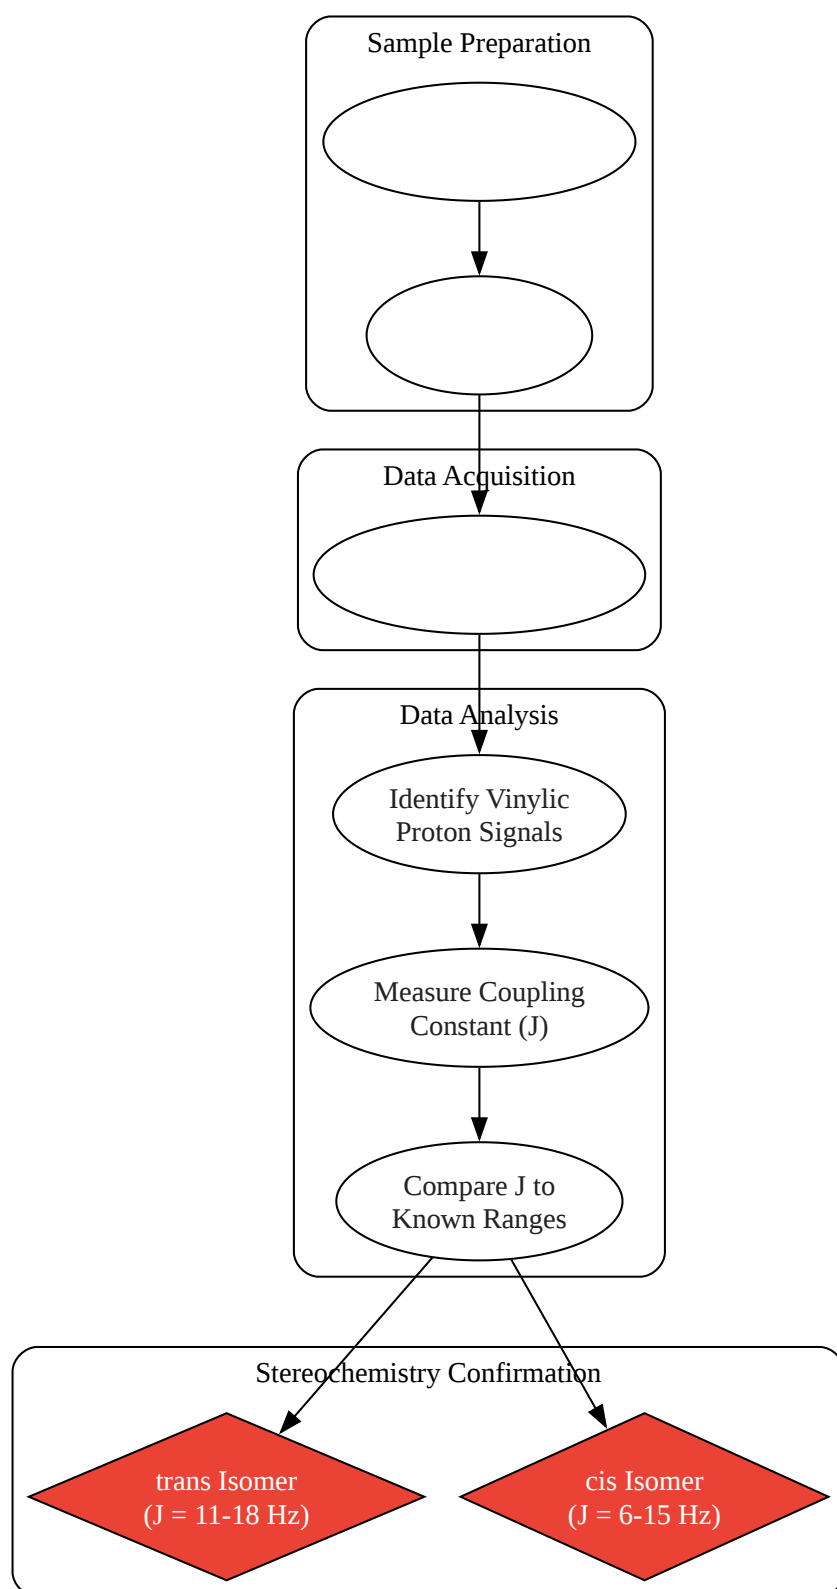 Sample Preparation
Data Acquisition
Data Analysis
Identify Vinylic
Proton Signals
Measure Coupling
Constant (J)
Compare J to
Known Ranges
Stereochemistry Confirmation
trans Isomer
(J = 11-18 Hz)
cis Isomer
(J = 6-15 Hz)